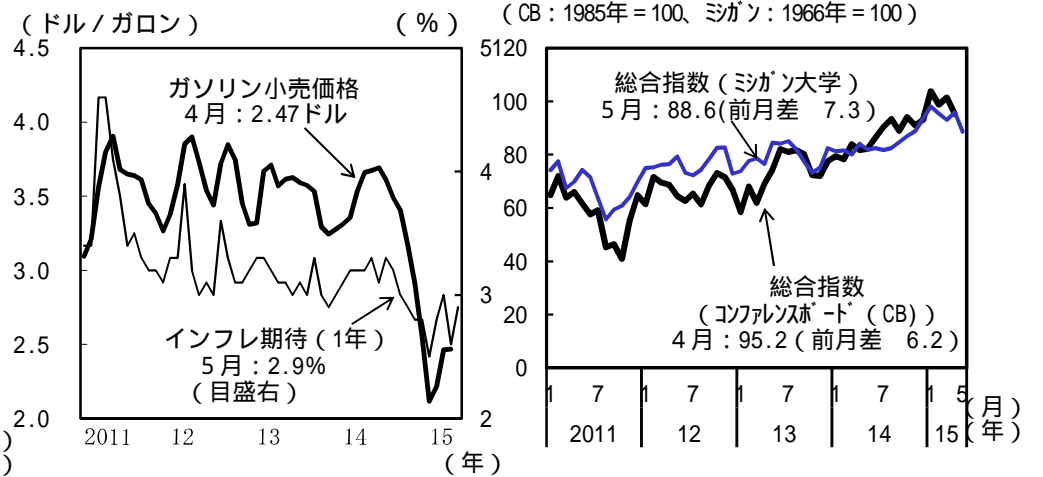 （ドル／ガロン）
（％）
4.5
4.0
3.5
3.0
2.5
2.0
5
4
3
2
ガソリン小売価格
４月：2.47ドル
インフレ期待（1年）
５月：2.9%
（目盛右）
2011 12 13 14 15
（年）
)
)
（CB：1985年＝100、ﾐｼｶﾞﾝ：1966年＝100）
120
100
80
60
40
20
0
総合指数（ﾐｼｶﾞﾝ大学）
５月：88.6(前月差　7.3）
総合指数
（ｺﾝﾌｧﾚﾝｽﾎﾞｰﾄﾞ（CB)）
４月：95.2（前月差　6.2）
1 7 1 7 1 7 1 7 1 5
（月）
2011 12 13 14 15
（年）